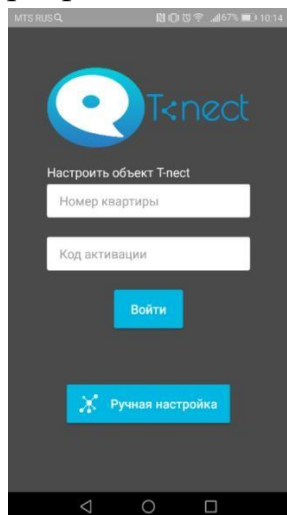 MTS RUS 67% 10:14
T-nect
Настроить объект T-nect
Номер квартиры
Код активации
Войти
Ручная настройка